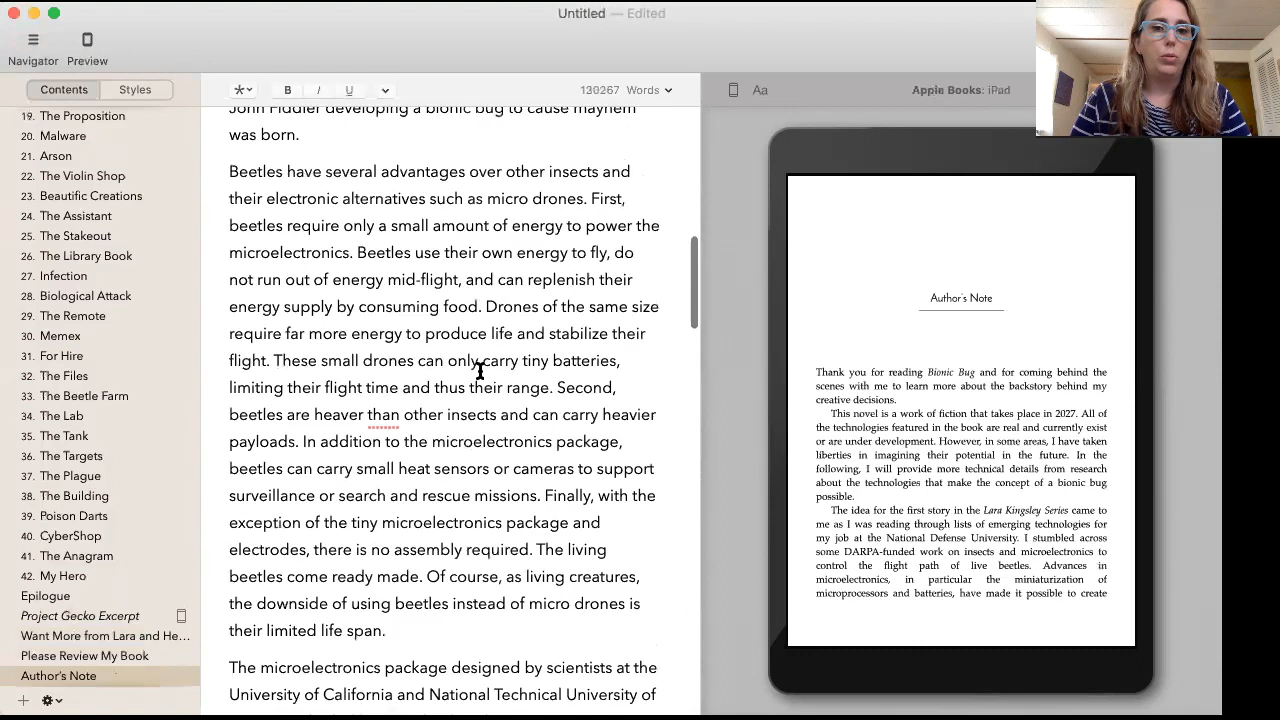 Untitled — Edited
Navigator
Preview
Contents
Styles
B
I
U
130267 Words
Aa
Apple Books: iPad
19. The Proposition
20. Malware
21. Arson
22. The Violin Shop
23. Beautific Creations
24. The Assistant
25. The Stakeout
26. The Library Book
27. Infection
28. Biological Attack
29. The Remote
30. Memex
31. For Hire
32. The Files
33. The Beetle Farm
34. The Lab
35. The Tank
36. The Targets
37. The Plague
38. The Building
39. Poison Darts
40. CyberShop
41. The Anagram
42. My Hero
Epilogue
Project Gecko Excerpt
Want More from Lara and He...
Please Review My Book
Author's Note
John Fiddler developing a bionic bug to cause mayhem
was born.
Beetles have several advantages over other insects and
their electronic alternatives such as micro drones. First,
beetles require only a small amount of energy to power the
microelectronics. Beetles use their own energy to fly, do
not run out of energy mid-flight, and can replenish their
energy supply by consuming food. Drones of the same size
require far more energy to produce life and stabilize their
flight. These small drones can only carry tiny batteries,
limiting their flight time and thus their range. Second,
beetles are heaver than other insects and can carry heavier
payloads. In addition to the microelectronics package,
beetles can carry small heat sensors or cameras to support
surveillance or search and rescue missions. Finally, with the
exception of the tiny microelectronics package and
electrodes, there is no assembly required. The living
beetles come ready made. Of course, as living creatures,
the downside of using beetles instead of micro drones is
their limited life span.
The microelectronics package designed by scientists at the
University of California and National Technical University of
Author's Note
Thank you for reading Bionic Bug and for coming behind the
scenes with me to learn more about the backstory behind my
creative decisions.
This novel is a work of fiction that takes place in 2027. All of
the technologies featured in the book are real and currently exist
or are under development. However, in some areas, I have taken
liberties in imagining their potential in the future. In the
following, I will provide more technical details from research
about the technologies that make the concept of a bionic bug
possible.
The idea for the first story in the Lara Kingsley Series came to
me as I was reading through lists of emerging technologies for
my job at the National Defense University. I stumbled across
some DARPA-funded work on insects and microelectronics to
control the flight path of live beetles. Advances in
microelectronics, in particular the miniaturization of
microprocessors and batteries, have made it possible to create